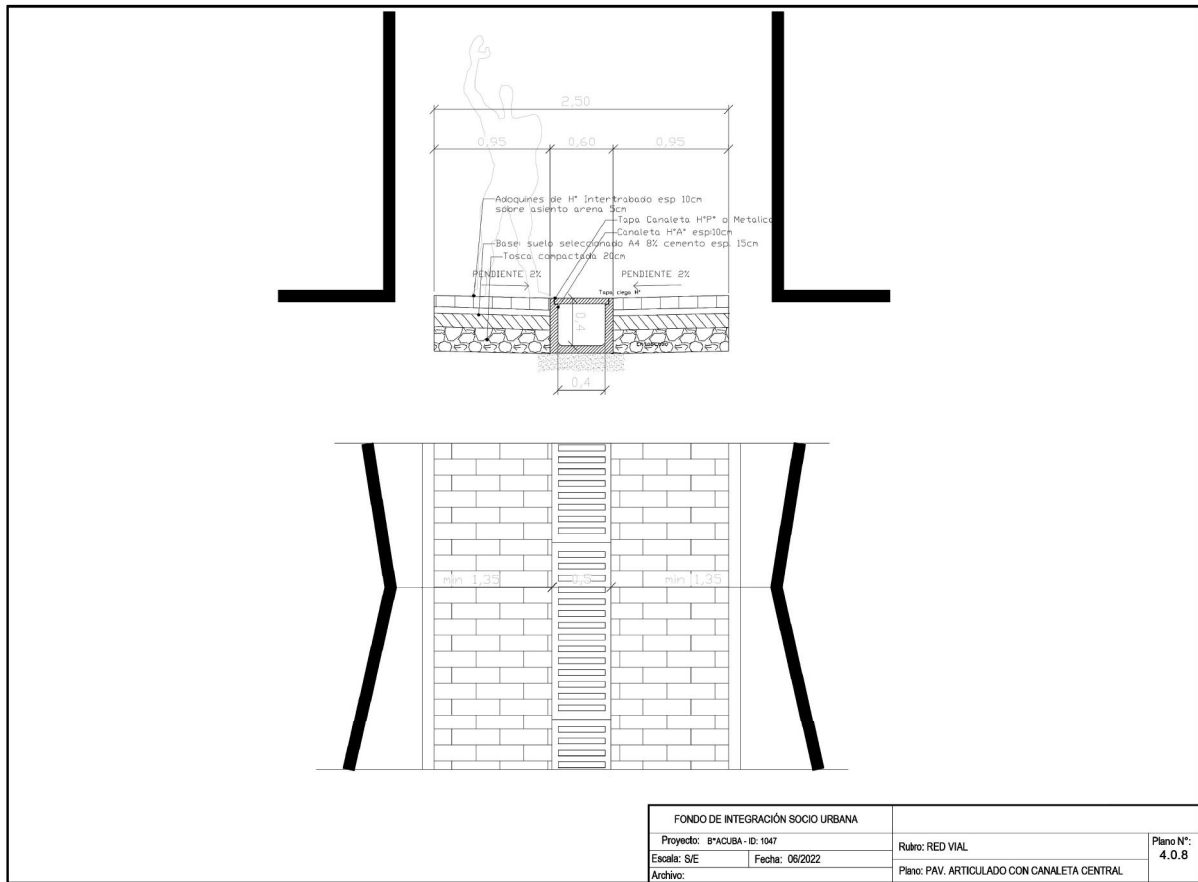 2,50
0,95
0,60
0,95
Adoquines de H° Intertrabado esp 10cm
sobre asiento arena 5cm
Tapa Canaleta H°P° o Metalica
Canaleta H°A° esp:10cm
Base: suelo seleccionado A4 8% cemento esp. 15cm
Tosca compactada 20cm
PENDIENTE 2%
PENDIENTE 2%
Tapa ciega H°
0,4
0,4
min 1,35
0,5
min 1,35
FONDO DE INTEGRACIÓN SOCIO URBANA
Proyecto: B°ACUBA - ID: 1047
Escala: S/E
Fecha: 06/2022
Archivo:
Rubro: RED VIAL
Plano: PAV. ARTICULADO CON CANALETA CENTRAL
Plano N°:
4.0.8